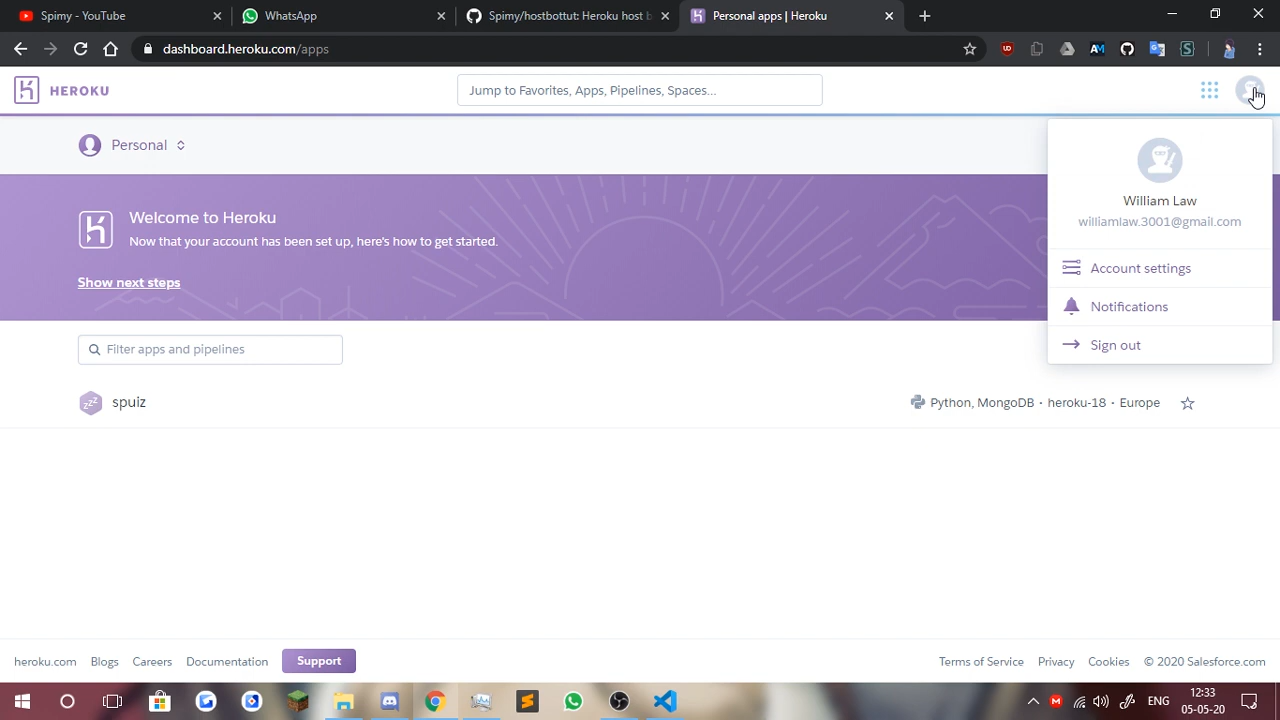 Spimy - YouTube
WhatsApp
Spimy/hostbottut: Heroku host b
Personal apps | Heroku
dashboard.heroku.com/apps
HEROKU
Jump to Favorites, Apps, Pipelines, Spaces...
Personal
William Law
williamlaw.3001@gmail.com
Account settings
Notifications
Sign out
Welcome to Heroku
Now that your account has been set up, here's how to get started.
Show next steps
Filter apps and pipelines
spuiz
Python, MongoDB · heroku-18 · Europe
heroku.com Blogs Careers Documentation Support
Terms of Service Privacy Cookies © 2020 Salesforce.com
ENG
12:33
05-05-20